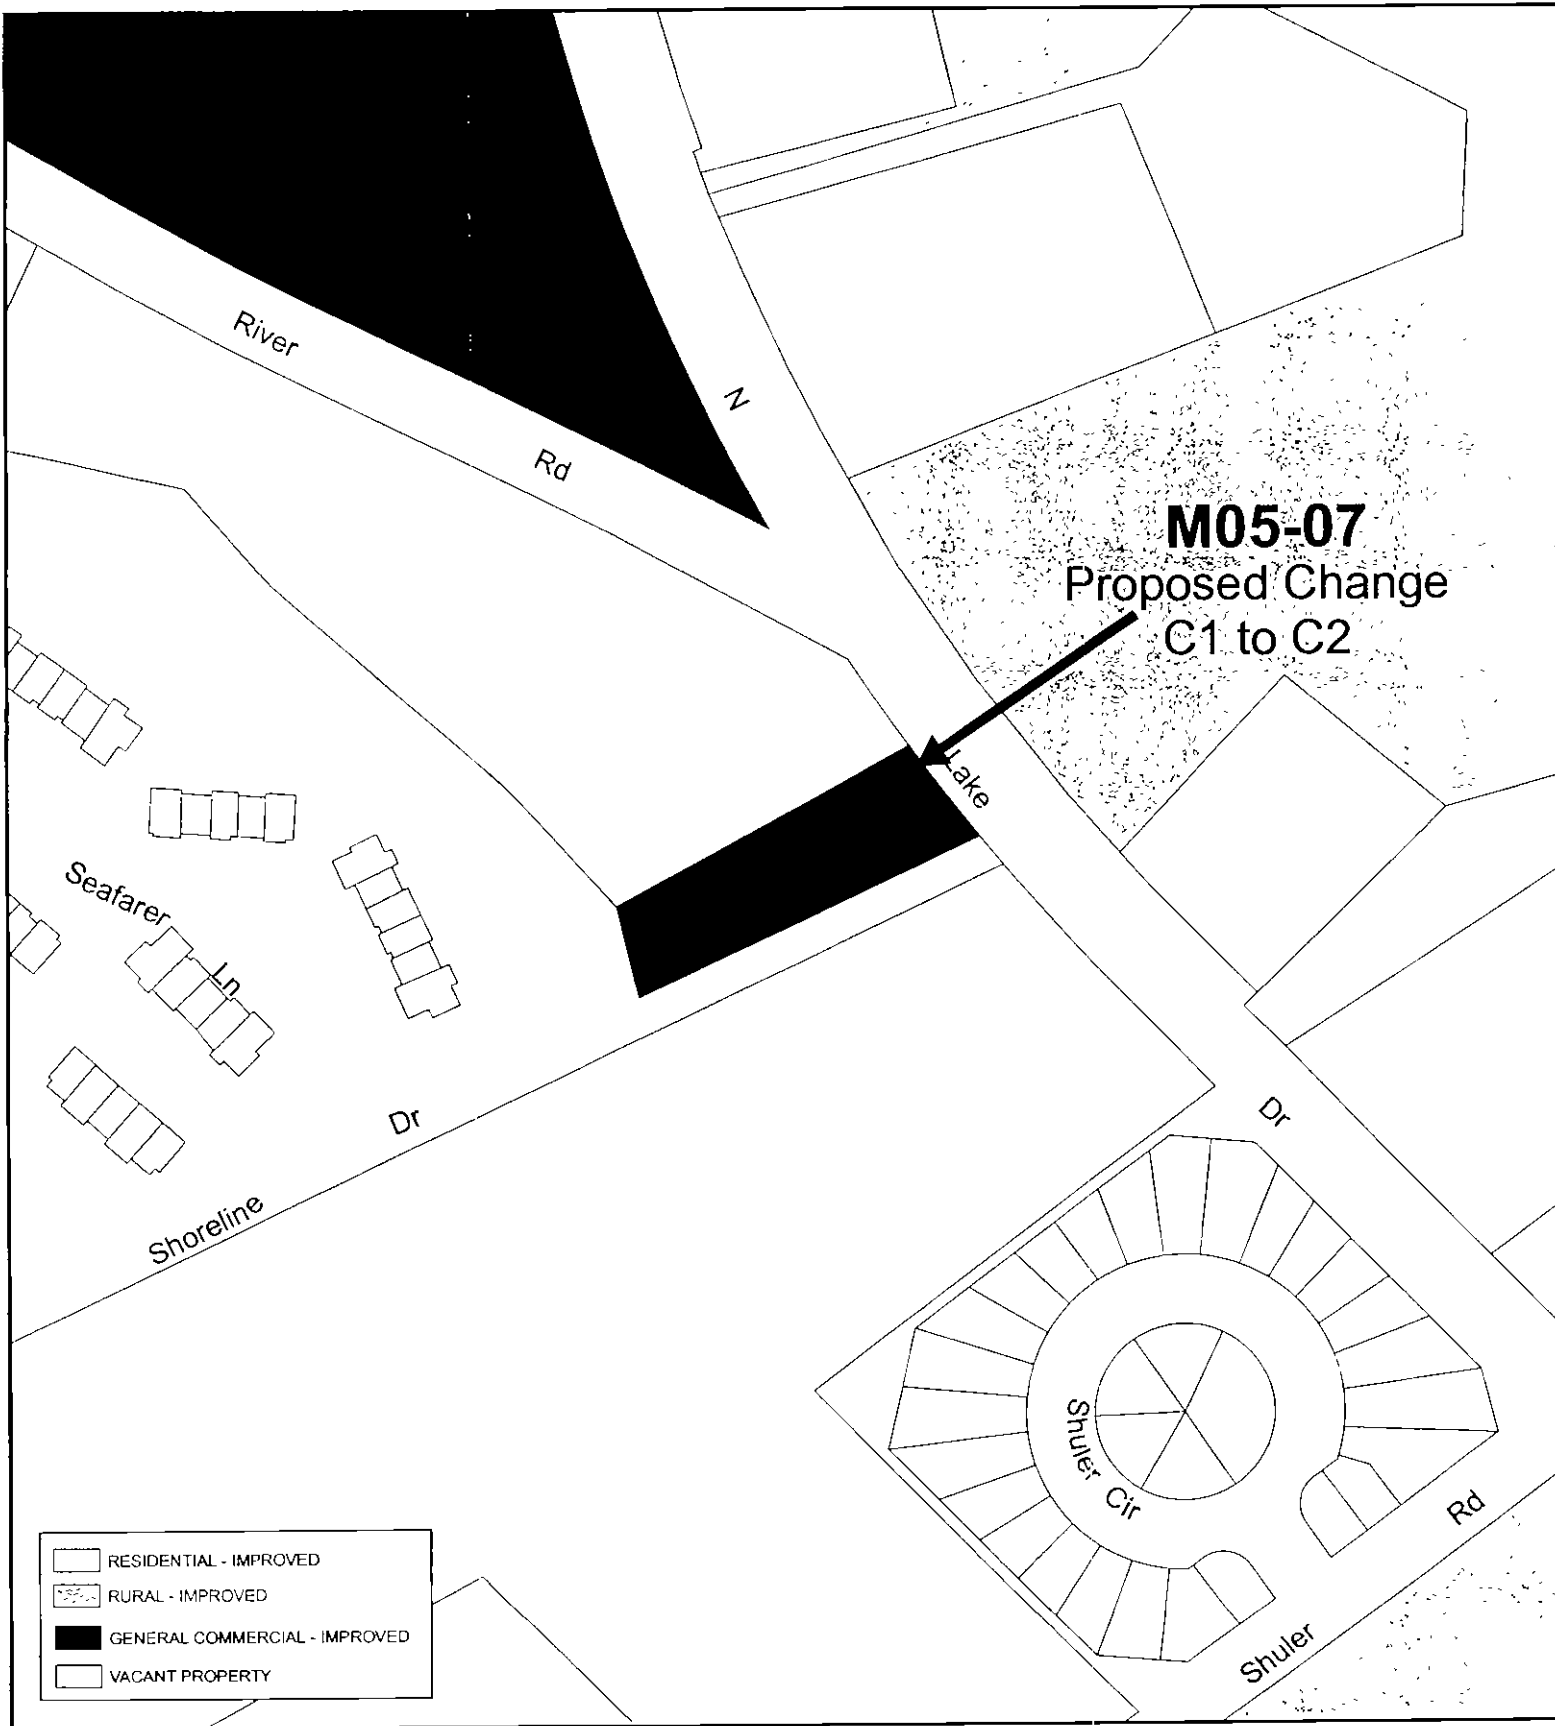 River
Rd
N
M05-07
Proposed Change
C1 to C2
Lake
Seafarer
Ln
Dr
Dr
Shoreline
Shuler Cir
Rd
Shuler
RESIDENTIAL - IMPROVED
RURAL - IMPROVED
GENERAL COMMERCIAL - IMPROVED
VACANT PROPERTY